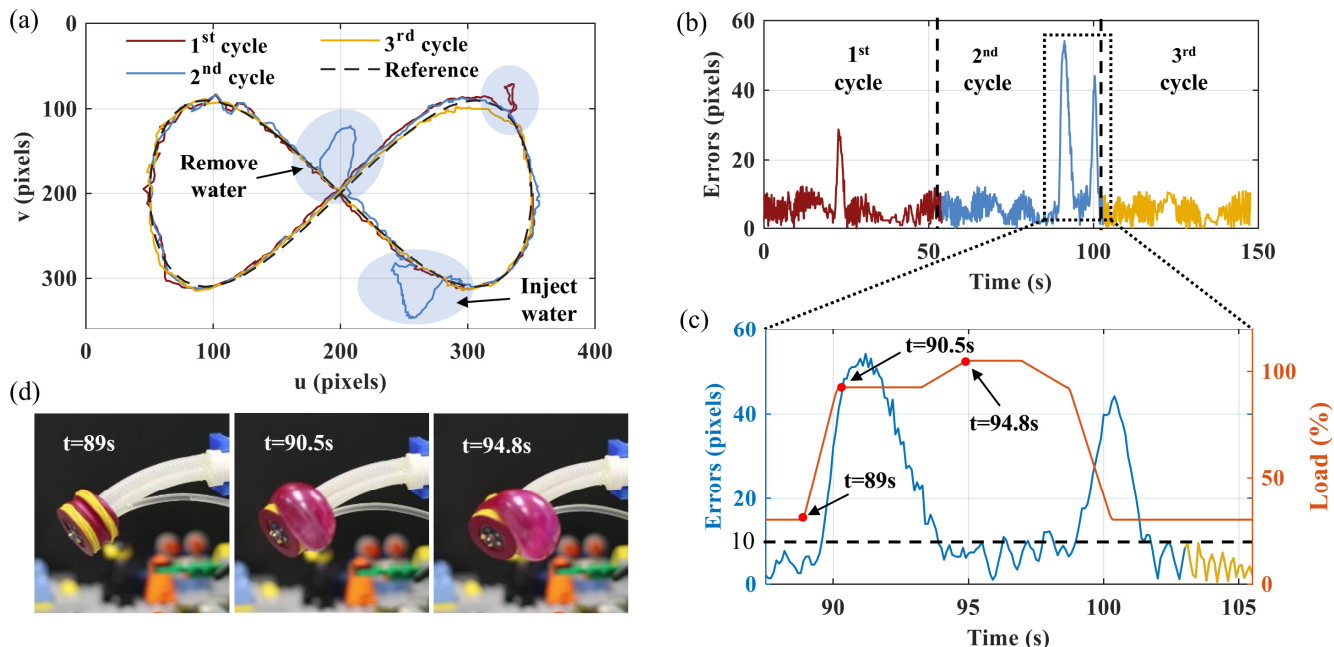 (a)
0
100
200
300
v (pixels)
1st cycle
2nd cycle
3rd cycle
Reference
Remove
water
Inject
water
0
100
200
300
400
u (pixels)
(b)
60
40
20
0
Errors (pixels)
1st
cycle
2nd
cycle
3rd
cycle
0
50
100
150
Time (s)
(c)
60
40
20
10
0
Errors (pixels)
t=90.5s
t=94.8s
t=89s
100
50
0
Load (%)
90
95
100
105
Time (s)
(d)
t=89s
t=90.5s
t=94.8s